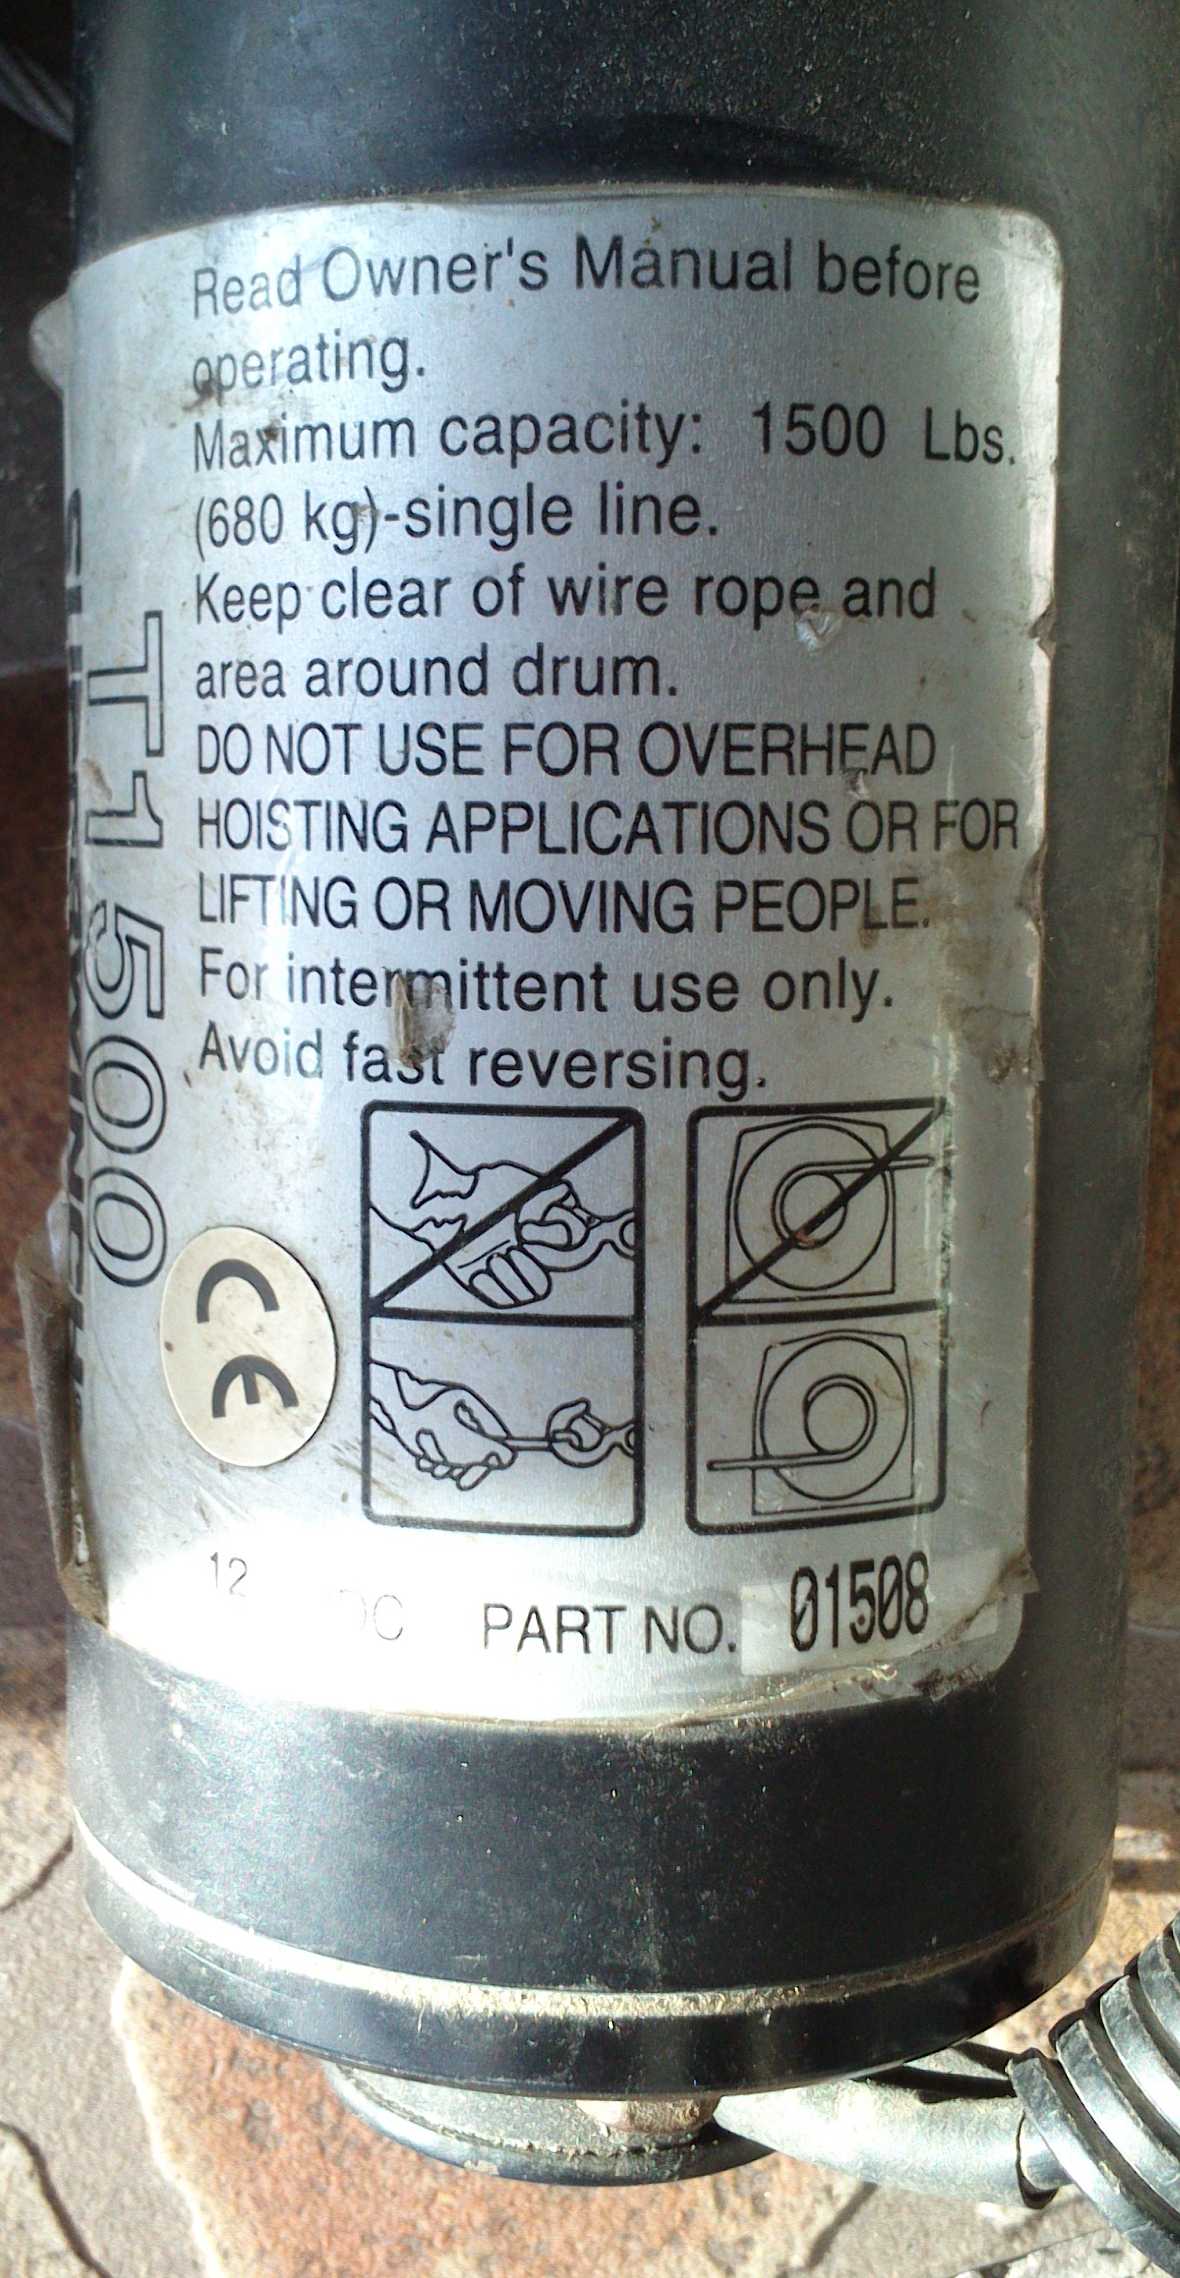 Read Owner's Manual before
operating.
Maximum capacity: 1500 Lbs.
(680 kg)-single line.
Keep clear of wire rope and
area around drum.
DO NOT USE FOR OVERHEAD
HOISTING APPLICATIONS OR FOR
LIFTING OR MOVING PEOPLE.
For intermittent use only.
Avoid fast reversing.
T1500
CE
12 DC PART NO. 01508